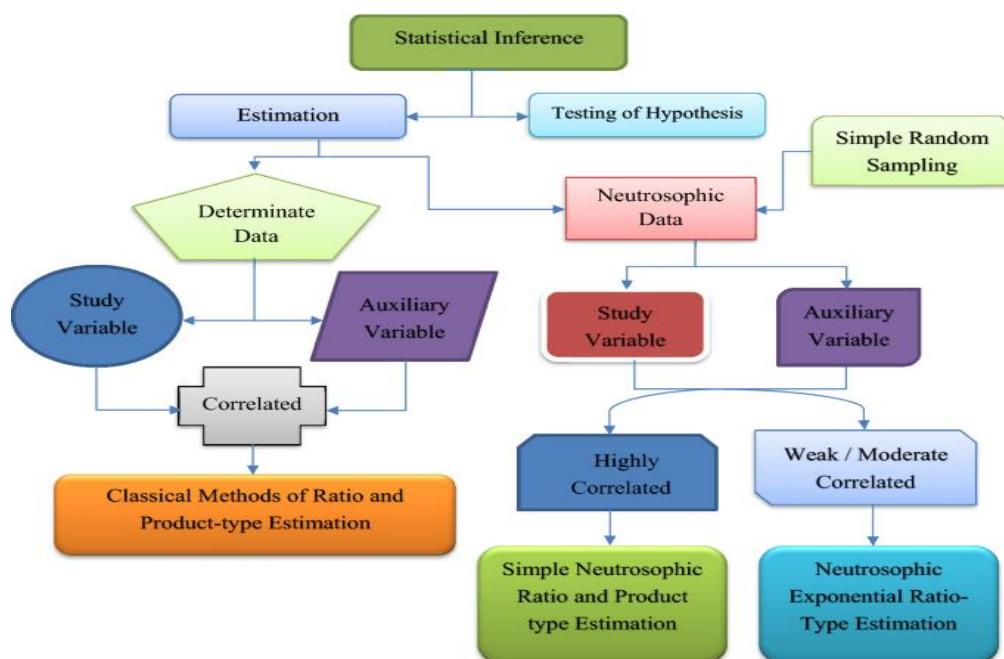 Statistical Inference
Estimation
Testing of Hypothesis
Simple Random
Sampling
Determinate
Data
Neutrosophic
Data
Study
Variable
Auxiliary
Variable
Study
Variable
Auxiliary
Variable
Correlated
Highly
Correlated
Weak / Moderate
Correlated
Classical Methods of Ratio and
Product-type Estimation
Simple Neutrosophic
Ratio and Product
type Estimation
Neutrosophic
Exponential Ratio-
Type Estimation